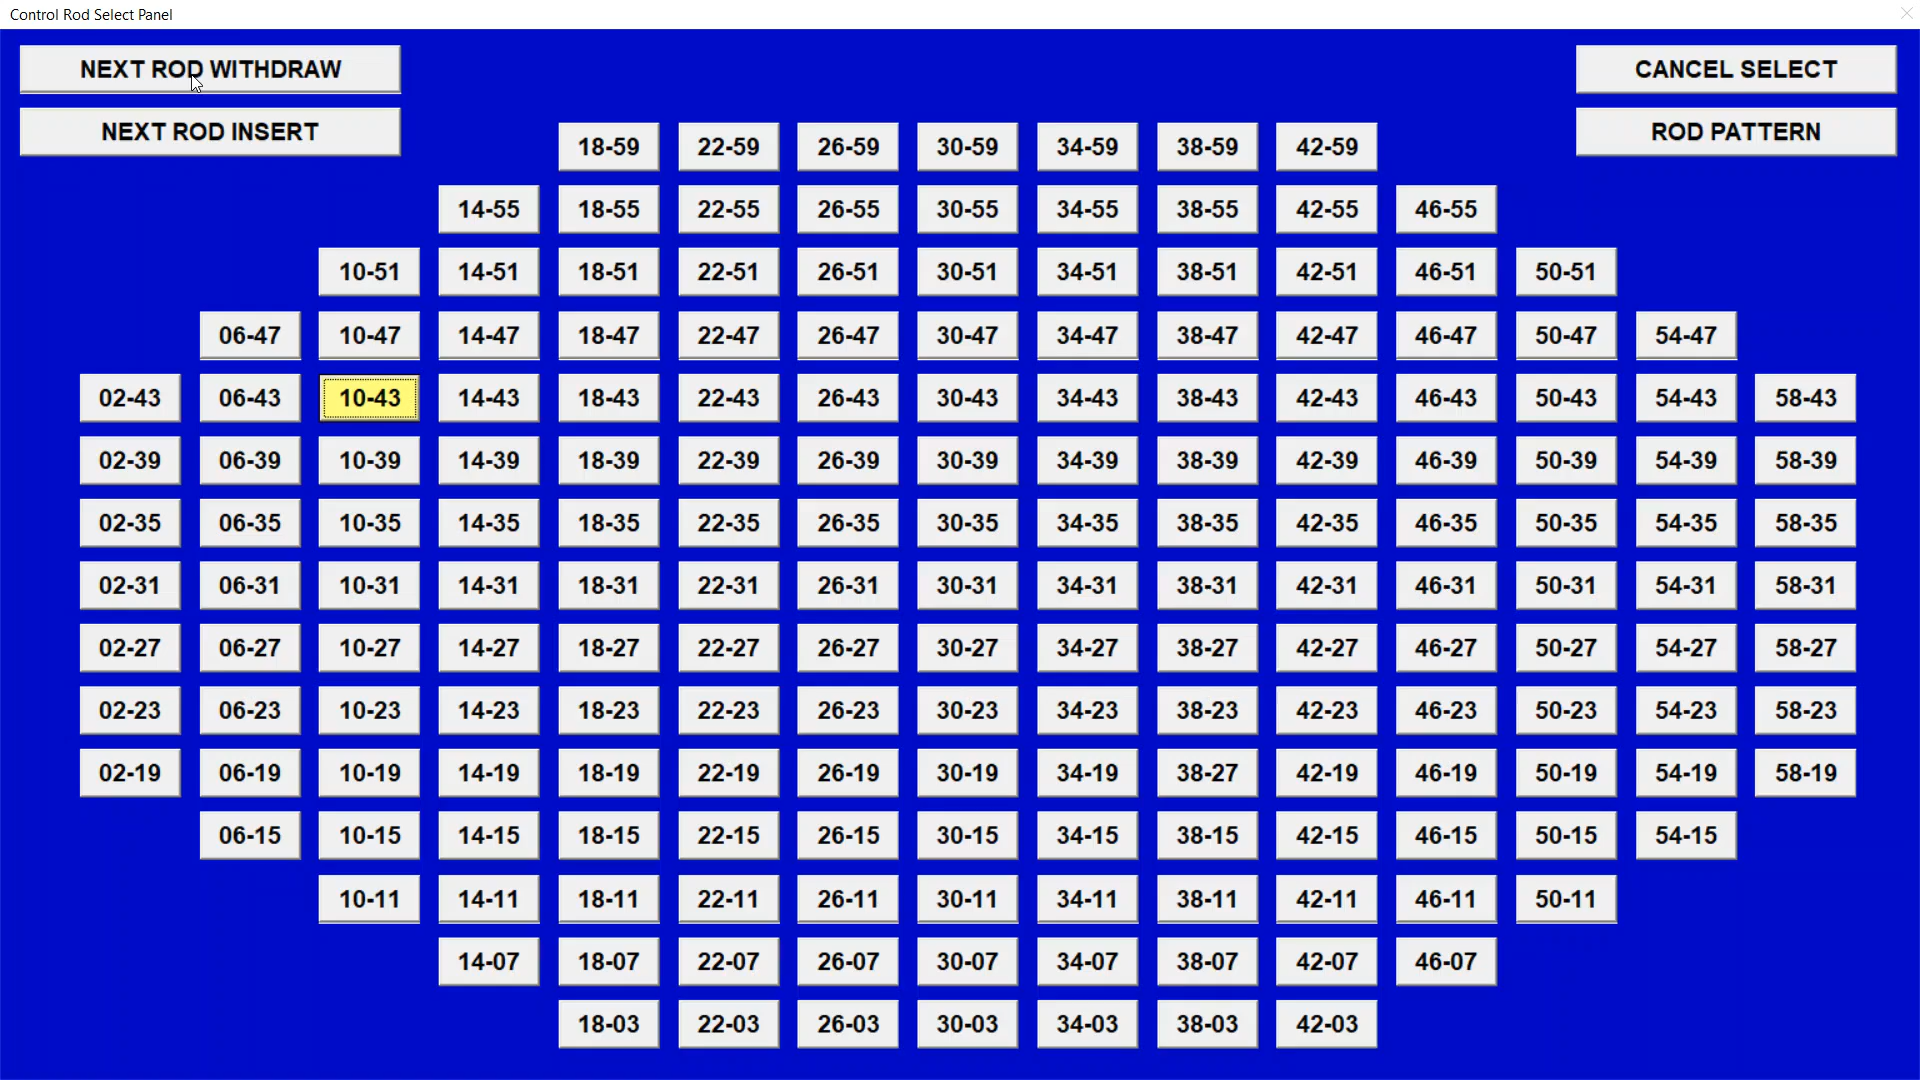 Control Rod Select Panel
NEXT ROD WITHDRAW CANCEL SELECT
NEXT ROD INSERT ROD PATTERN
18-59 22-59 26-59 30-59 34-59 38-59 42-59
14-55 18-55 22-55 26-55 30-55 34-55 38-55 42-55 46-55
10-51 14-51 18-51 22-51 26-51 30-51 34-51 38-51 42-51 46-51 50-51
06-47 10-47 14-47 18-47 22-47 26-47 30-47 34-47 38-47 42-47 46-47 50-47 54-47
02-43 06-43 10-43 14-43 18-43 22-43 26-43 30-43 34-43 38-43 42-43 46-43 50-43 54-43 58-43
02-39 06-39 10-39 14-39 18-39 22-39 26-39 30-39 34-39 38-39 42-39 46-39 50-39 54-39 58-39
02-35 06-35 10-35 14-35 18-35 22-35 26-35 30-35 34-35 38-35 42-35 46-35 50-35 54-35 58-35
02-31 06-31 10-31 14-31 18-31 22-31 26-31 30-31 34-31 38-31 42-31 46-31 50-31 54-31 58-31
02-27 06-27 10-27 14-27 18-27 22-27 26-27 30-27 34-27 38-27 42-27 46-27 50-27 54-27 58-27
02-23 06-23 10-23 14-23 18-23 22-23 26-23 30-23 34-23 38-23 42-23 46-23 50-23 54-23 58-23
02-19 06-19 10-19 14-19 18-19 22-19 26-19 30-19 34-19 38-27 42-19 46-19 50-19 54-19 58-19
06-15 10-15 14-15 18-15 22-15 26-15 30-15 34-15 38-15 42-15 46-15 50-15 54-15
10-11 14-11 18-11 22-11 26-11 30-11 34-11 38-11 42-11 46-11 50-11
14-07 18-07 22-07 26-07 30-07 34-07 38-07 42-07 46-07
18-03 22-03 26-03 30-03 34-03 38-03 42-03